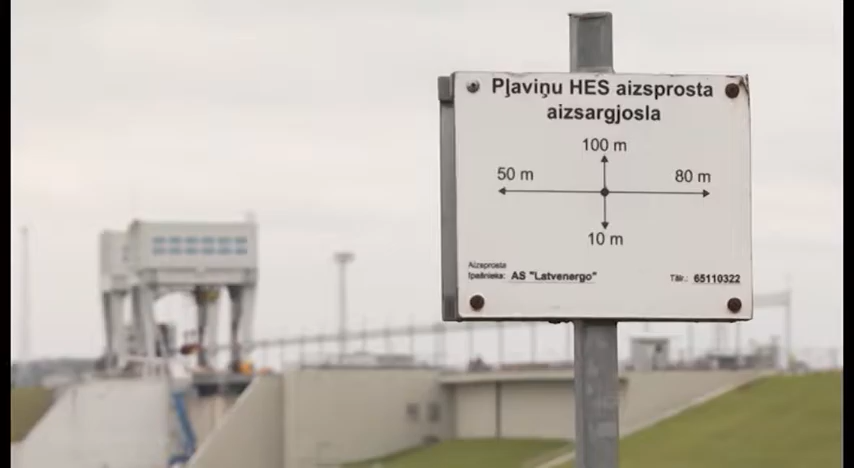 Pļaviņu HES aizsprosta
aizsargjosla
100 m
50 m
80 m
10 m
Aizsprosta
īpašnieks: AS "Latvenergo"
Tālr.: 65110322